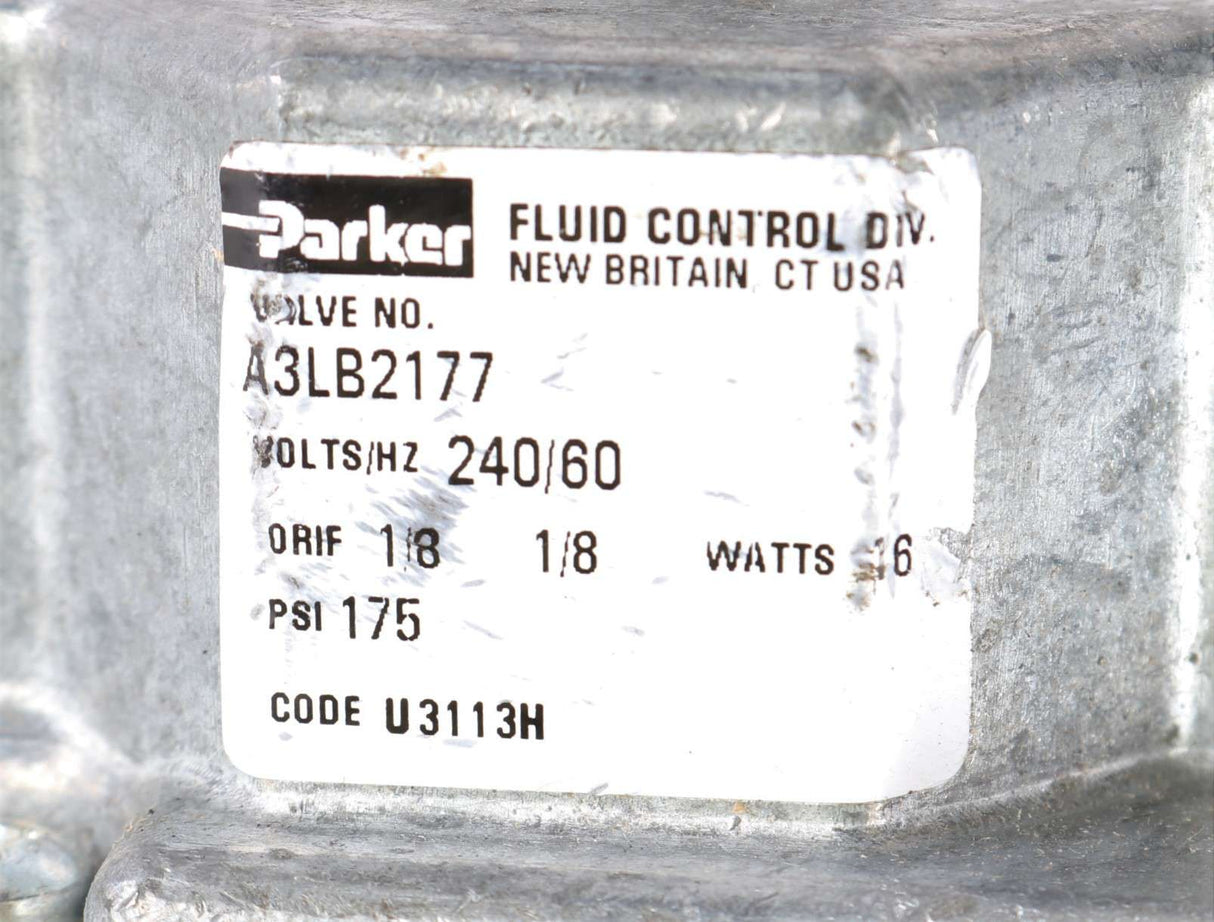 Parker FLUID CONTROL DIV.
NEW BRITAIN, CT USA
VALVE NO.
A3LB2177
VOLTS/HZ 240/60
ORIF 1/8 1/8 WATTS 16
PSI 175
CODE U3113H